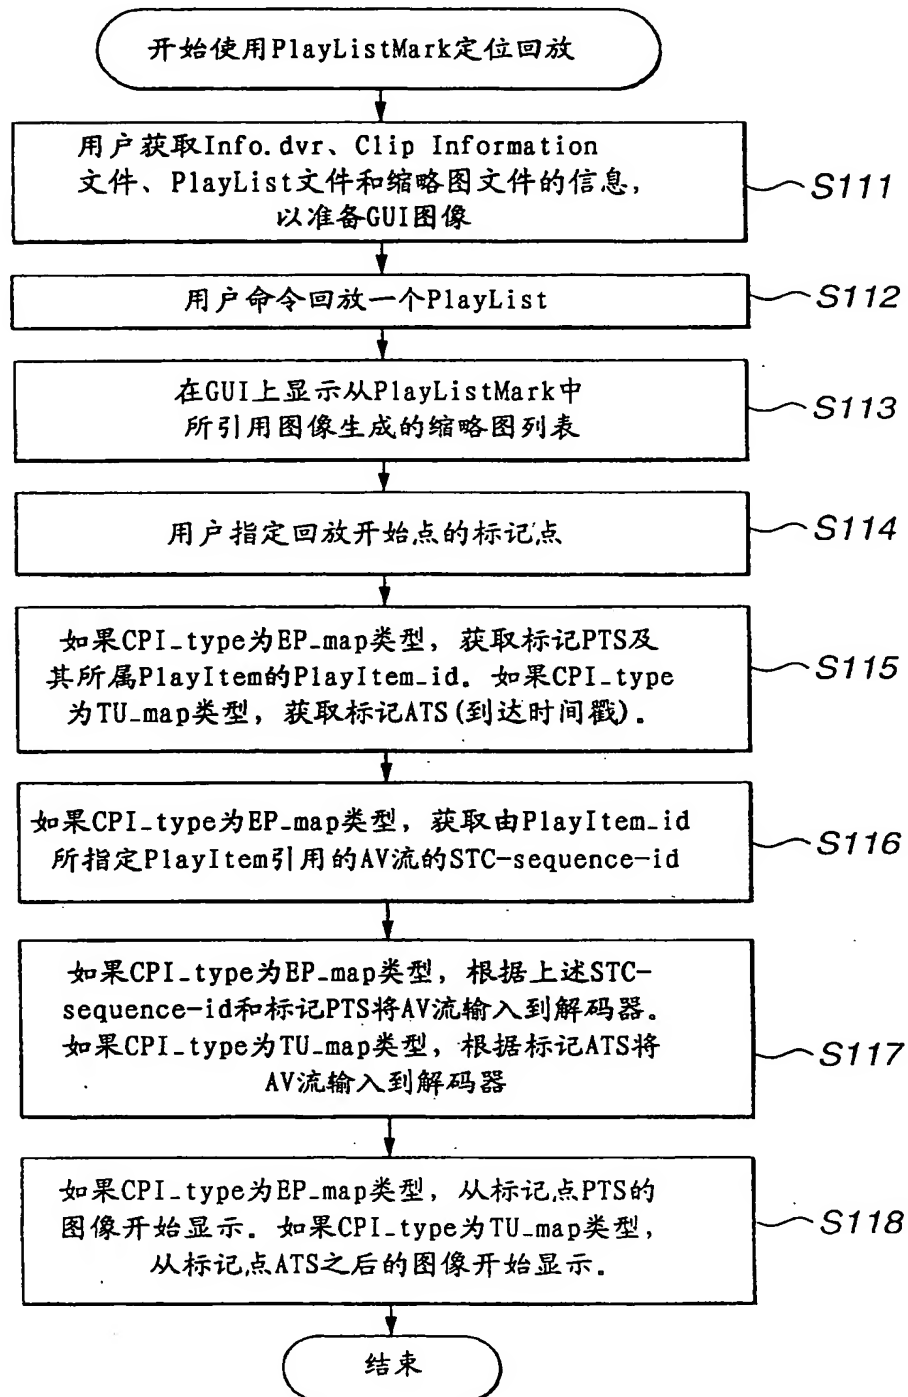 开始使用PlayListMark定位回放
用户获取Info.dvr、Clip Information
文件、PlayList文件和缩略图文件的信息,
以准备GUI图像
S111
用户命令回放一个PlayList
S112
在GUI上显示从PlayListMark中
所引用图像生成的缩略图列表
S113
用户指定回放开始点的标记点
S114
如果CPI_type为EP_map类型，获取标记PTS及
其所属PlayItem的PlayItem_id。如果CPI_type
为TU_map类型，获取标记ATS(到达时间戳)。
S115
如果CPI_type为EP_map类型，获取由PlayItem_id
所指定PlayItem引用的AV流的STC-sequence-id
S116
如果CPI_type为EP_map类型，根据上述STC-
sequence-id和标记PTS将AV流输入到解码器。
如果CPI_type为TU_map类型，根据标记ATS将
AV流输入到解码器
S117
如果CPI_type为EP_map类型，从标记点PTS的
图像开始显示。如果CPI_type为TU_map类型，
从标记点ATS之后的图像开始显示。
S118
结束